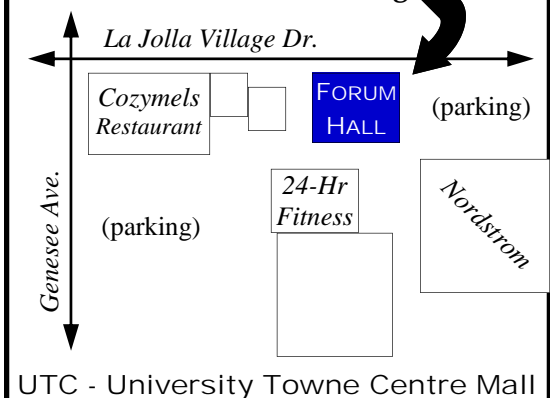 La Jolla Village Dr.
Cozymels
Restaurant
FORUM
HALL
(parking)
24-Hr
Fitness
Nordstrom
Genesee Ave.
(parking)
UTC - University Towne Centre Mall